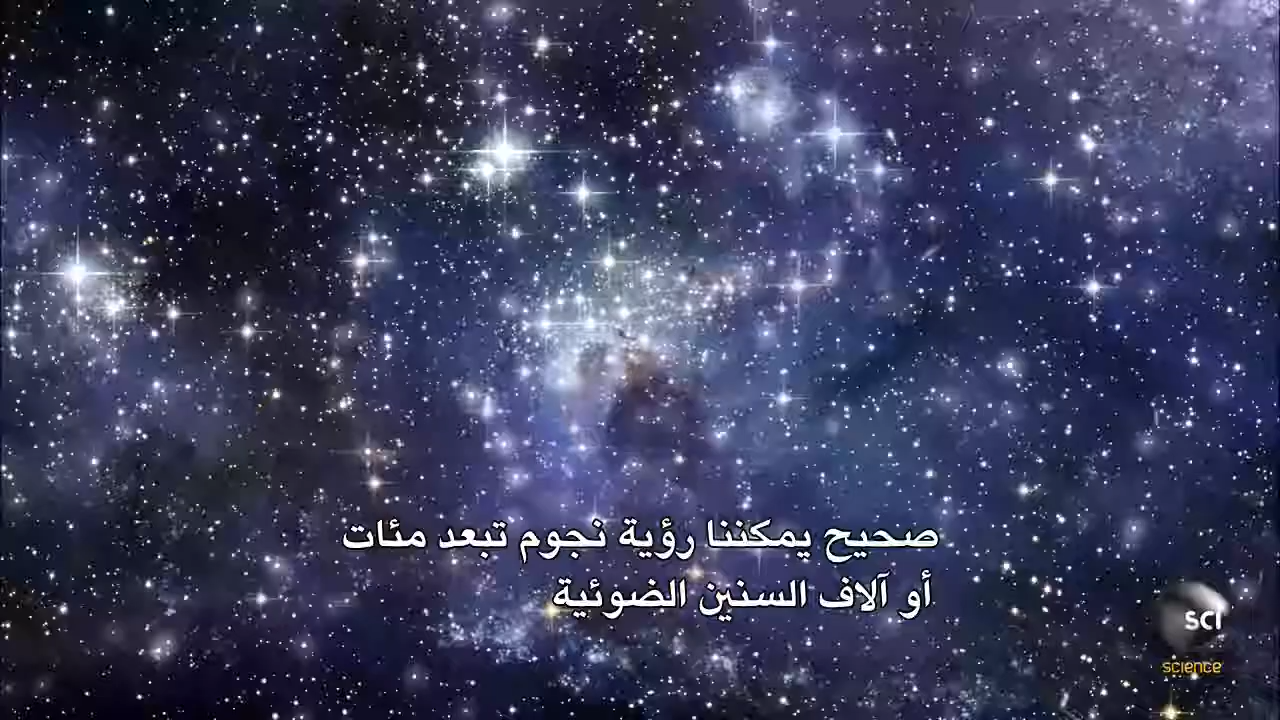 صحيح يمكننا رؤية نجوم تبعد مئات
أو آلاف السنين الضوئية
SCI
science